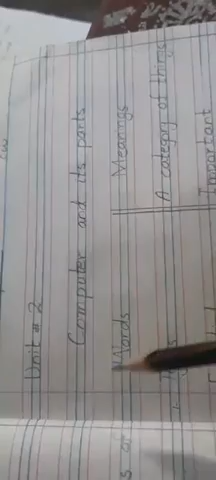 Unit # 2
Computer and its parts
Words Meanings
A category of things
Important